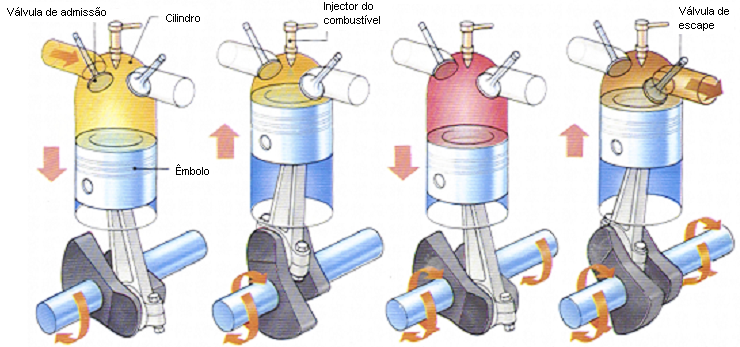 Válvula de admissão
Cilindro
Injector do
combustível
Válvula de
escape
Êmbolo